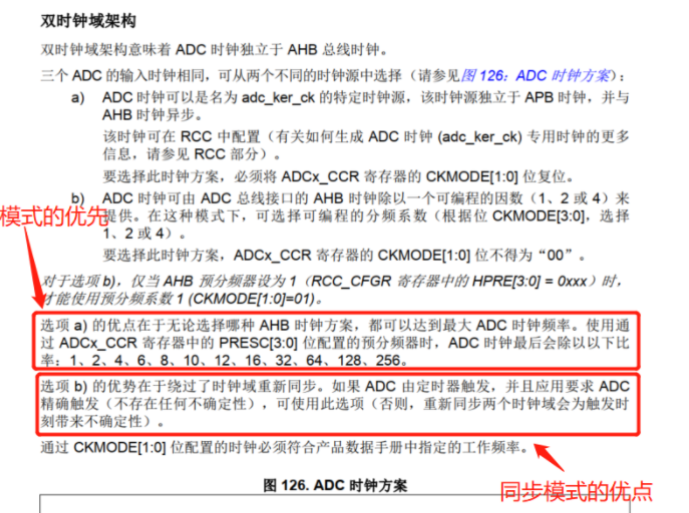 双时钟域架构
双时钟域架构意味着 ADC 时钟独立于 AHB 总线时钟。
三个 ADC 的输入时钟相同，可从两个不同的时钟源中选择（请参见图 126：ADC 时钟方案）：
a) ADC 时钟可以是名为 adc_ker_ck 的特定时钟源，该时钟源独立于 APB 时钟，并与
AHB 时钟异步。
该时钟可在 RCC 中配置（有关如何生成 ADC 时钟 (adc_ker_ck) 专用时钟的更多
信息，请参见 RCC 部分）。
要选择此时钟方案，必须将 ADCx_CCR 寄存器的 CKMODE[1:0] 位复位。
b) ADC 时钟可由 ADC 总线接口的 AHB 时钟除以一个可编程的因数（1、2 或 4）来
模式的优先
提供。在这种模式下，可选择可编程的分频系数（根据位 CKMODE[3:0]，选择
1、2 或 4）。
要选择此时钟方案，ADCx_CCR 寄存器的 CKMODE[1:0] 位不得为“00”。
对于选项 b)，仅当 AHB 预分频器设为 1（RCC_CFGR 寄存器中的 HPRE[3:0] = 0xxx）时，
才能使用预分频系数 1 (CKMODE[1:0]=01)。
选项 a) 的优点在于无论选择哪种 AHB 时钟方案，都可以达到最大 ADC 时钟频率。使用通
过 ADCx_CCR 寄存器中的 PRESC[3:0] 位配置的预分频器时，ADC 时钟最后会除以以下比
率：1、2、4、6、8、10、12、16、32、64、128、256。
选项 b) 的优势在于绕过了时钟域重新同步。如果 ADC 由定时器触发，并且应用要求 ADC
精确触发（不存在任何不确定性），可使用此选项（否则，重新同步两个时钟域会为触发时
刻带来不确定性）。
通过 CKMODE[1:0] 位配置的时钟必须符合产品数据手册中指定的工作频率。
图 126. ADC 时钟方案
同步模式的优点